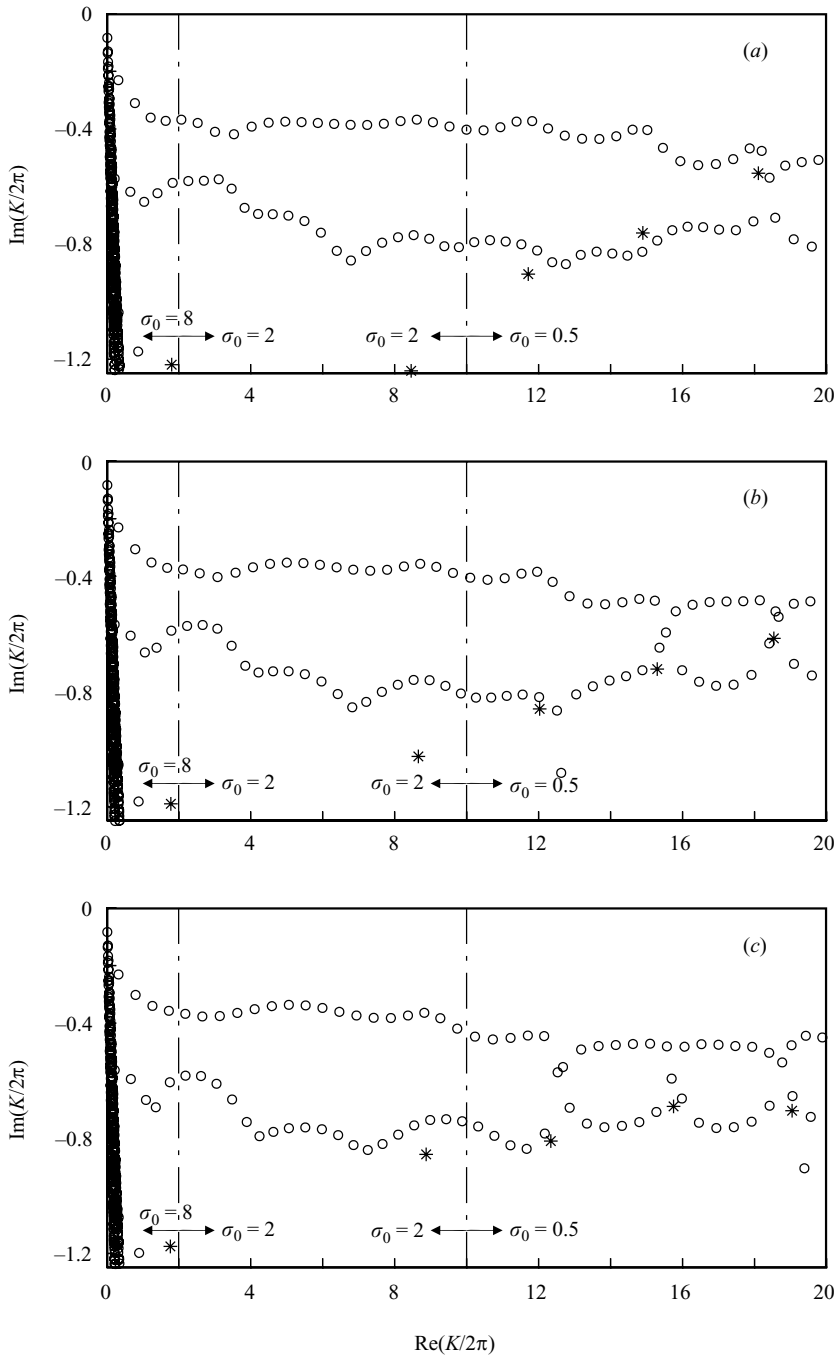 0
(a)
–0.4
Im(K/2π)
–0.8
σ0 = 8
σ0 = 2
σ0 = 2
σ0 = 0.5
–1.2
0 4 8 12 16 20
0
(b)
–0.4
Im(K/2π)
–0.8
σ0 = 8
σ0 = 2
σ0 = 2
σ0 = 0.5
–1.2
0 4 8 12 16 20
0
(c)
–0.4
Im(K/2π)
–0.8
σ0 = 8
σ0 = 2
σ0 = 2
σ0 = 0.5
–1.2
0 4 8 12 16 20
Re(K/2π)